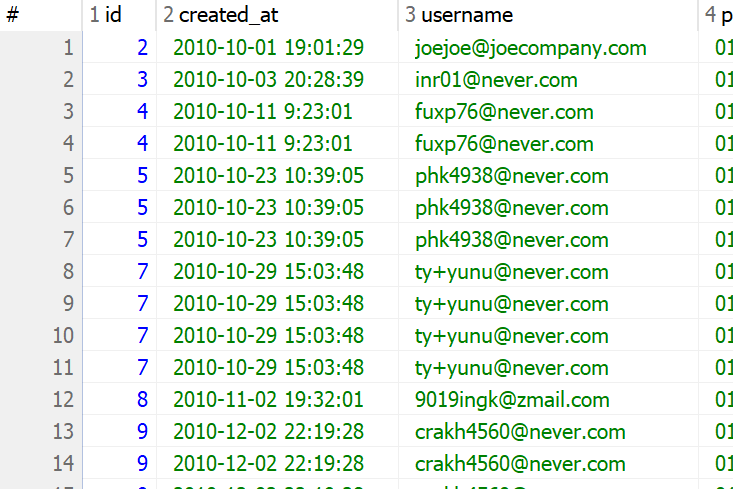 # 1 id 2 created_at 3 username 4 p
1 2 2010-10-01 19:01:29 joejoe@joecompany.com 01
2 3 2010-10-03 20:28:39 inr01@never.com 01
3 4 2010-10-11 9:23:01 fuxp76@never.com 01
4 4 2010-10-11 9:23:01 fuxp76@never.com 01
5 5 2010-10-23 10:39:05 phk4938@never.com 01
6 5 2010-10-23 10:39:05 phk4938@never.com 01
7 5 2010-10-23 10:39:05 phk4938@never.com 01
8 7 2010-10-29 15:03:48 ty+yunu@never.com 01
9 7 2010-10-29 15:03:48 ty+yunu@never.com 01
10 7 2010-10-29 15:03:48 ty+yunu@never.com 01
11 7 2010-10-29 15:03:48 ty+yunu@never.com 01
12 8 2010-11-02 19:32:01 9019ingk@zmail.com 01
13 9 2010-12-02 22:19:28 crakh4560@never.com 01
14 9 2010-12-02 22:19:28 crakh4560@never.com 01